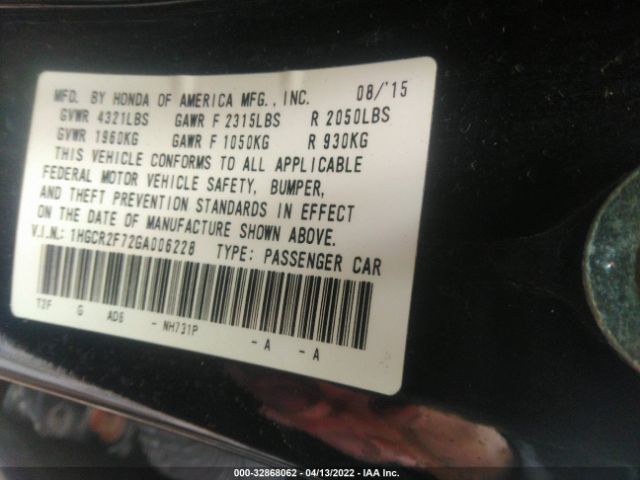 MFD. BY HONDA OF AMERICA MFG., INC. 08/'15
GVWR 4321LBS GAWR F 2315LBS R 2050LBS
GVWR 1960KG GAWR F 1050KG R 930KG
THIS VEHICLE CONFORMS TO ALL APPLICABLE
FEDERAL MOTOR VEHICLE SAFETY, BUMPER,
AND THEFT PREVENTION STANDARDS IN EFFECT
ON THE DATE OF MANUFACTURE SHOWN ABOVE.
V.I.N.: 1HGCR2F72GA006228 TYPE: PASSENGER CAR
T2F G AD6 - NH731P - A - A
000-32868062 - 04/13/2022 - IAA Inc.